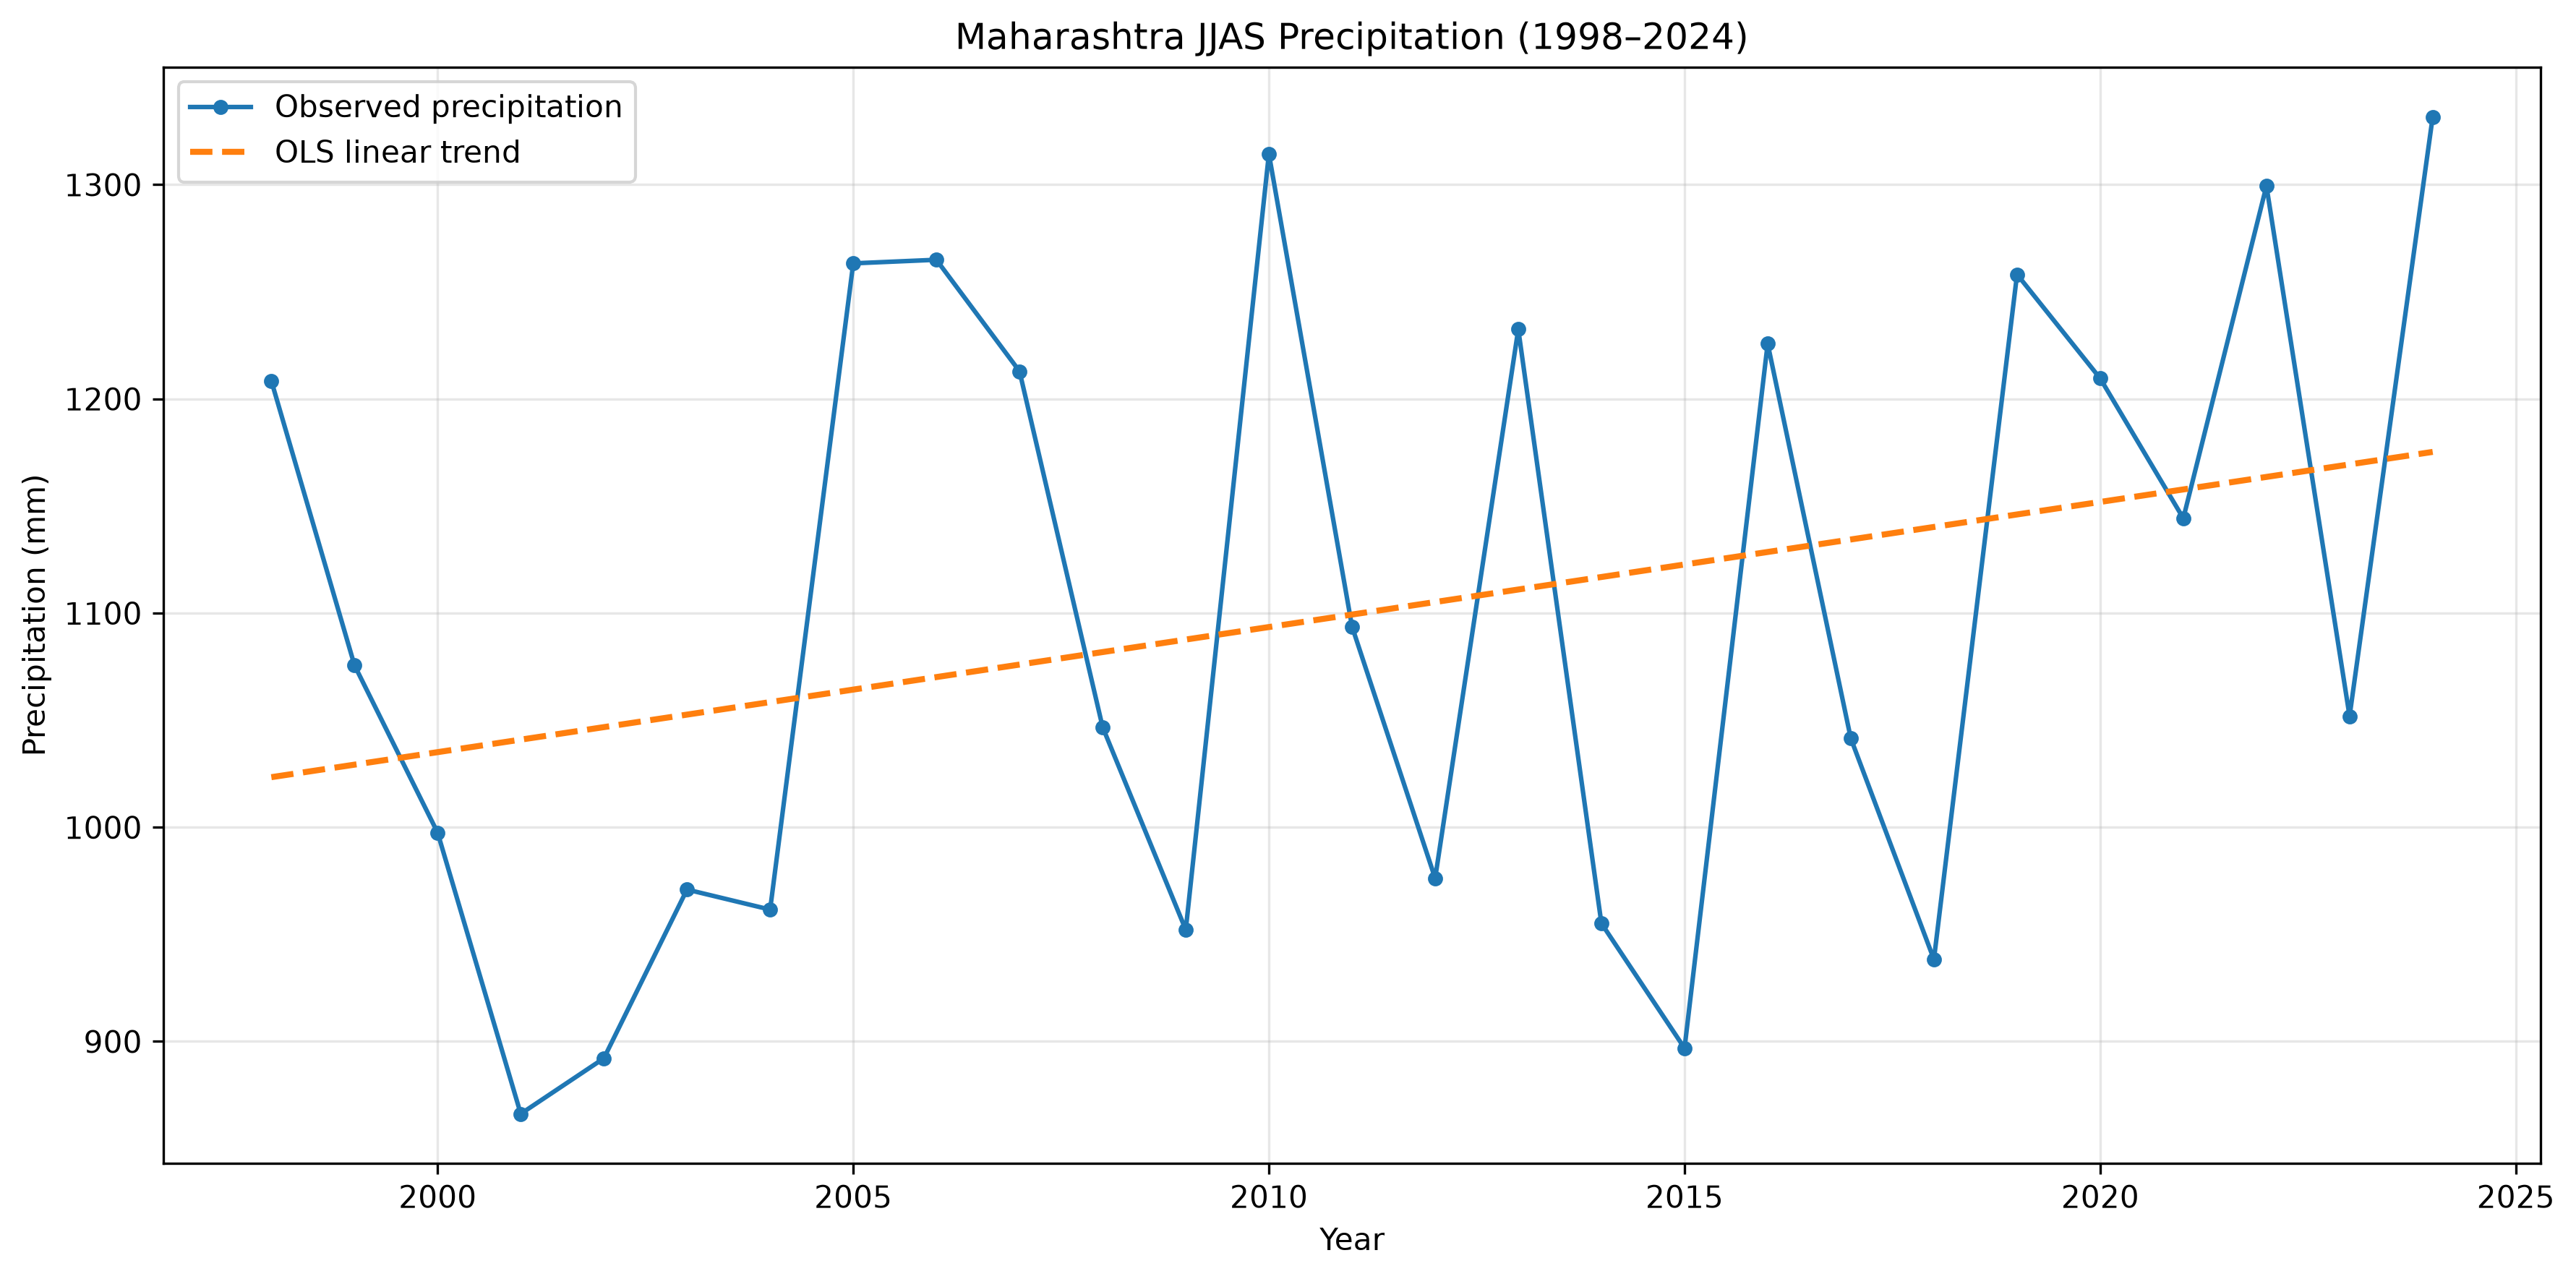 Maharashtra JJAS Precipitation (1998–2024)
Observed precipitation
OLS linear trend
Precipitation (mm)
1300
1200
1100
1000
900
2000
2005
2010
2015
2020
2025
Year